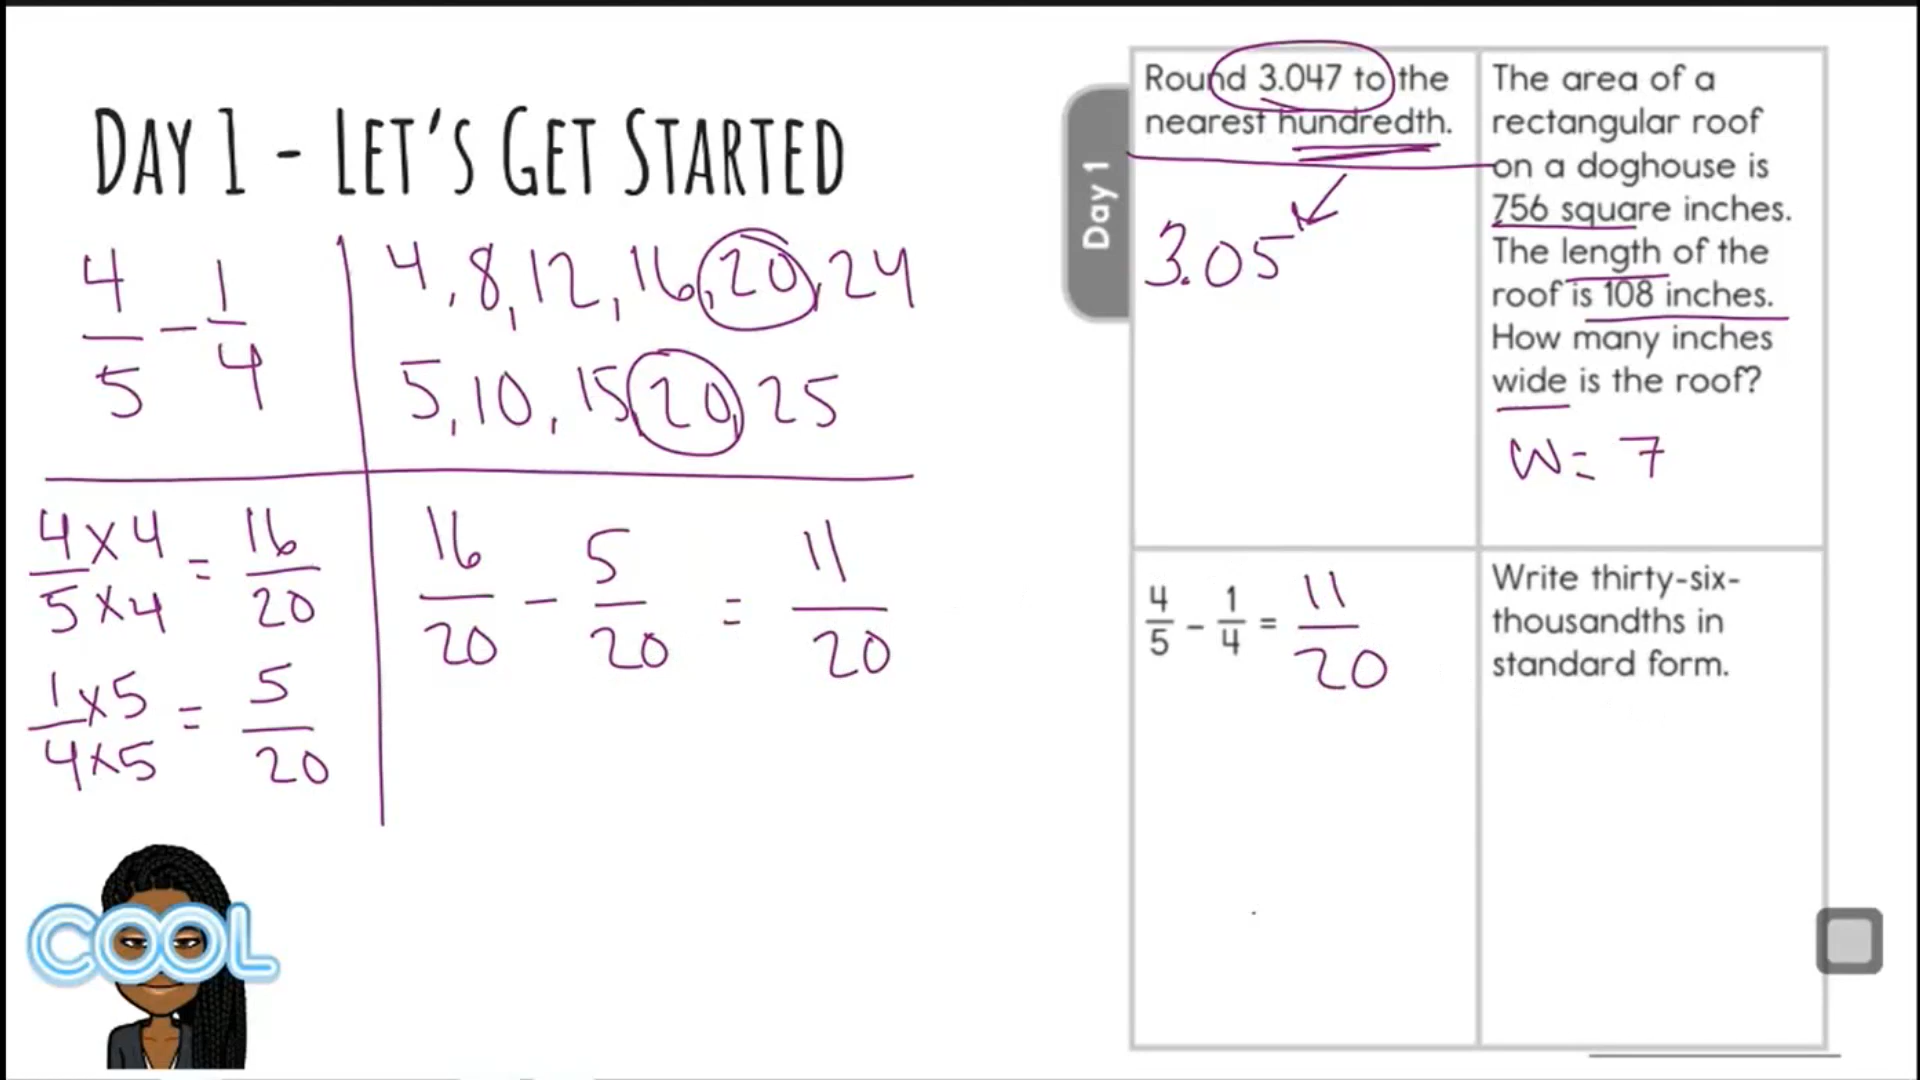 DAY 1 - LET'S GET STARTED
4/5 - 1/4
4, 8, 12, 16, 20, 24
5, 10, 15, 20, 25
4x4/5x4 = 16/20
1x5/4x5 = 5/20
16/20 - 5/20 = 11/20
COOL
Day 1
Round 3.047 to the
nearest hundredth.
3.05
The area of a
rectangular roof
on a doghouse is
756 square inches.
The length of the
roof is 108 inches.
How many inches
wide is the roof?
W= 7
4/5 - 1/4 = 11/20
Write thirty-six-
thousandths in
standard form.